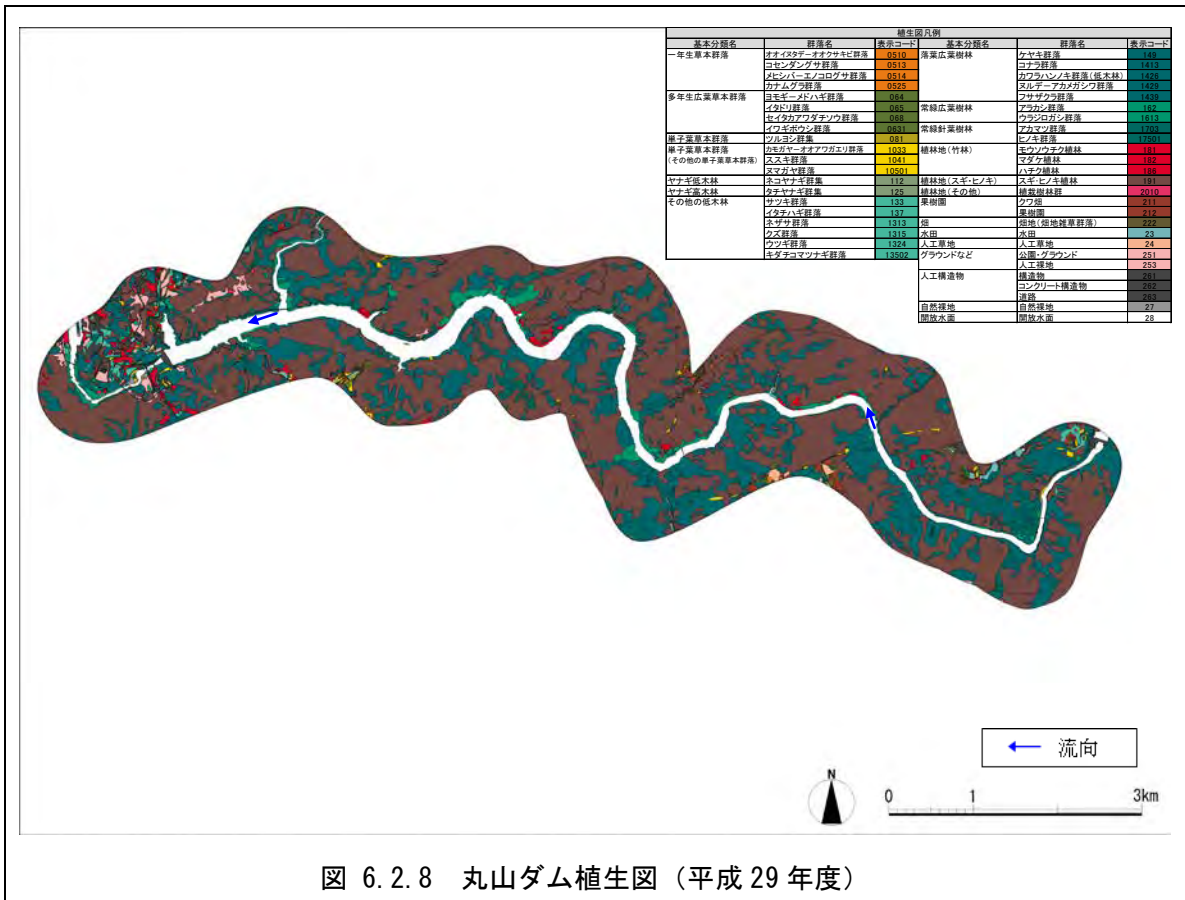 植生図凡例
基本分類名 群落名 表示コード 基本分類名 群落名 表示コード
一年生草本群落 オオイヌタデーオオクサキビ群落 0510 落葉広葉樹林 ケヤキ群落 149
コセンダングサ群落 0513 コナラ群落 1413
メヒシバーエノコログサ群落 0514 カワラハンノキ群落(低木林) 1426
カナムグラ群落 0525 ヌルデーアカメガシワ群落 1429
多年生広葉草本群落 ヨモギーメドハギ群落 064 フサザクラ群落 1439
イタドリ群落 065 常緑広葉樹林 アラカシ群落 162
セイタカアワダチソウ群落 068 ウラジロガシ群落 1613
イワギボウシ群落 0631 常緑針葉樹林 アカマツ群落 1703
単子葉草本群落 ツルヨシ群集 081 ヒノキ群落 17501
単子葉草本群落 カモガヤーオオアワガエリ群落 1033 植林地(竹林) モウソウチク植林 181
(その他の単子葉草本群落) ススキ群落 1041 マダケ植林 182
ヌマガヤ群落 10501 ハチク植林 186
ヤナギ低木林 ネコヤナギ群集 112 植林地(スギ・ヒノキ) スギ・ヒノキ植林 191
ヤナギ高木林 タチヤナギ群集 125 植林地(その他) 植栽樹林群 2010
その他の低木林 サツキ群落 133 果樹園 クワ畑 211
イタチハギ群落 137 果樹園 212
ネザサ群落 1313 畑 畑地(畑地雑草群落) 222
クズ群落 1315 水田 水田 23
ウツギ群落 1324 人工草地 人工草地 24
キダチコマツナギ群落 13502 グラウンドなど 公園・グラウンド 251
人工裸地 253
人工構造物 構造物 261
コンクリート構造物 262
道路 263
自然裸地 自然裸地 27
開放水面 開放水面 28
流向
N
0 1 3km
図 6.2.8 丸山ダム植生図（平成 29 年度）